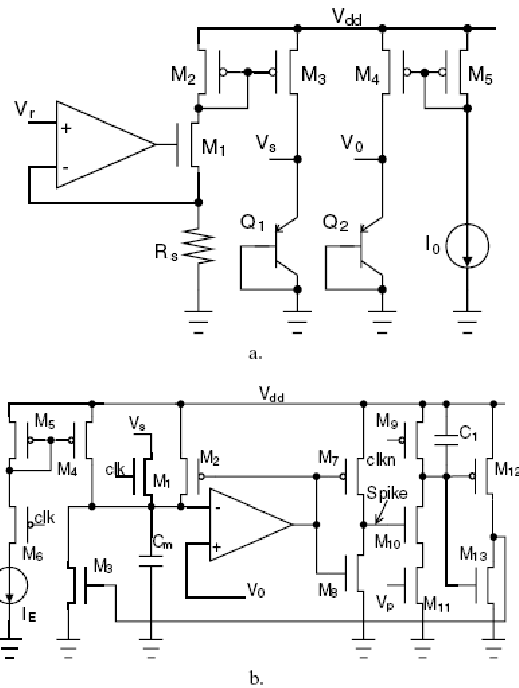 Vdd
M2 M3 M4 M5
Vr
+
-
M1
Vs V0
Q1 Q2
Rs
I0
a.
Vdd
M5
M4
Vs
clk
M1
M2
M7
M9
clkn
C1
M12
Spike
clk
M6
M3
Cm
-
+
M10
M13
M8
Vp
M11
IE
V0
b.